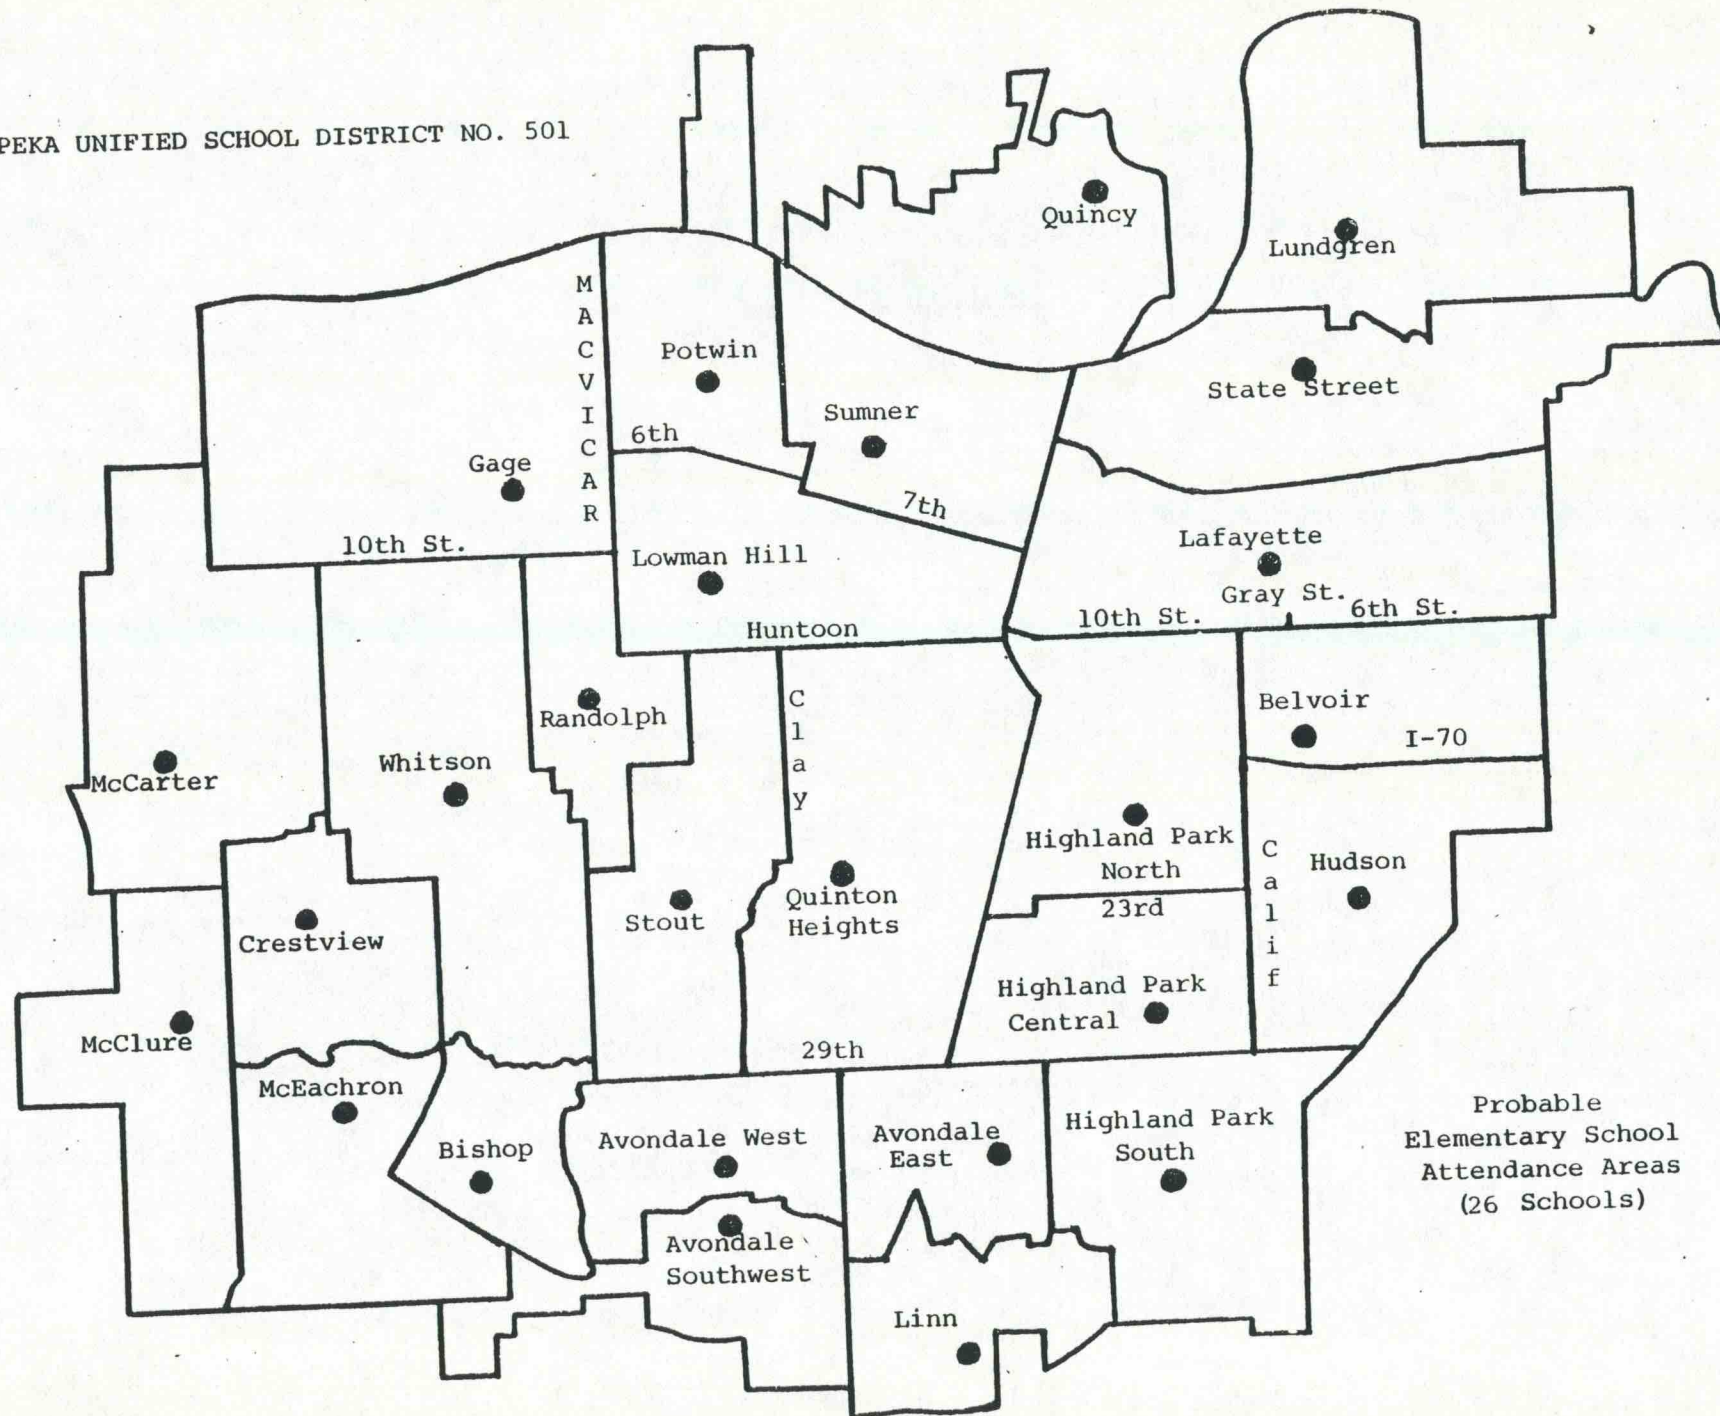 PEKA UNIFIED SCHOOL DISTRICT NO. 501
Quincy
Lundgren
MACVICAR
Potwin
State Street
Sumner
6th
Gage
7th
10th St.
Lowman Hill
Lafayette
Gray St.
10th St.
6th St.
Huntoon
Clay
Belvoir
Randolph
I-70
Whitson
McCarter
Highland Park
North
Calif
Hudson
Quinton
Heights
23rd
Stout
Crestview
Highland Park
Central
McClure
29th
McEachron
Bishop
Avondale West
Avondale
East
Highland Park
South
Probable
Elementary School
Attendance Areas
(26 Schools)
Avondale
Southwest
Linn